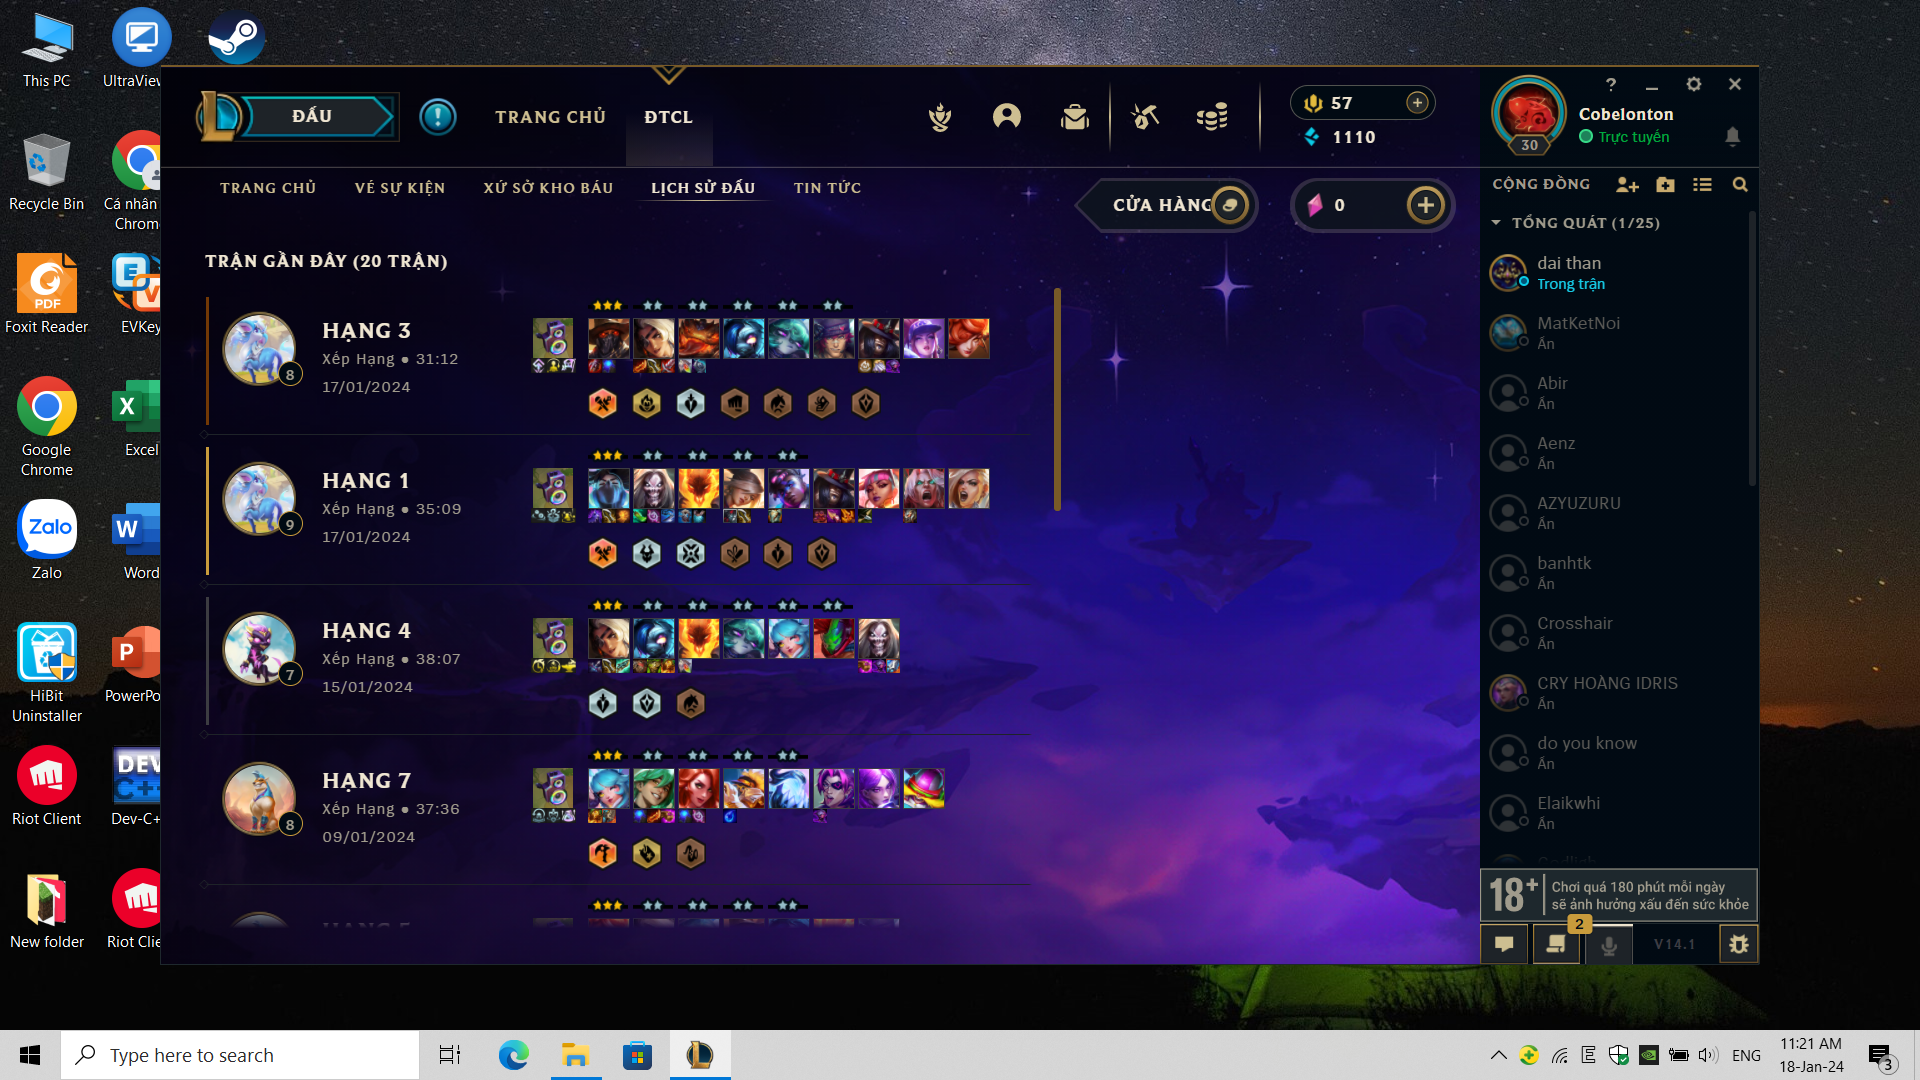 This PC
UltraView
Recycle Bin
Cá nhân
Chrome
Foxit Reader
EVKey
Google
Chrome
Excel
Zalo
Word
HiBit
Uninstaller
PowerPo
Riot Client
DEV
C++
Dev-C+
New folder
Riot Clie
ĐẤU
TRANG CHỦ
ĐTCL
57
1110
Cobelonton
30
Trực tuyến
TRANG CHỦ
VÉ SỰ KIỆN
XỨ SỞ KHO BÁU
LỊCH SỬ ĐẤU
TIN TỨC
CỬA HÀNG
0
CỘNG ĐỒNG
TỔNG QUÁT (1/25)
TRẬN GẦN ĐÂY (20 TRẬN)
HẠNG 3
Xếp Hạng ● 31:12
17/01/2024
8
HẠNG 1
Xếp Hạng ● 35:09
17/01/2024
9
HẠNG 4
Xếp Hạng ● 38:07
15/01/2024
7
HẠNG 7
Xếp Hạng ● 37:36
09/01/2024
8
dai than
Trong trận
MatKetNoi
Ẩn
Abir
Ẩn
Aenz
Ẩn
AZYUZURU
Ẩn
banhtk
Ẩn
Crosshair
Ẩn
CRY HOÀNG IDRIS
Ẩn
do you know
Ẩn
Elaikwhi
Ẩn
18+
Chơi quá 180 phút mỗi ngày
sẽ ảnh hưởng xấu đến sức khỏe
2
V14.1
Type here to search
ENG
11:21 AM
18-Jan-24
3